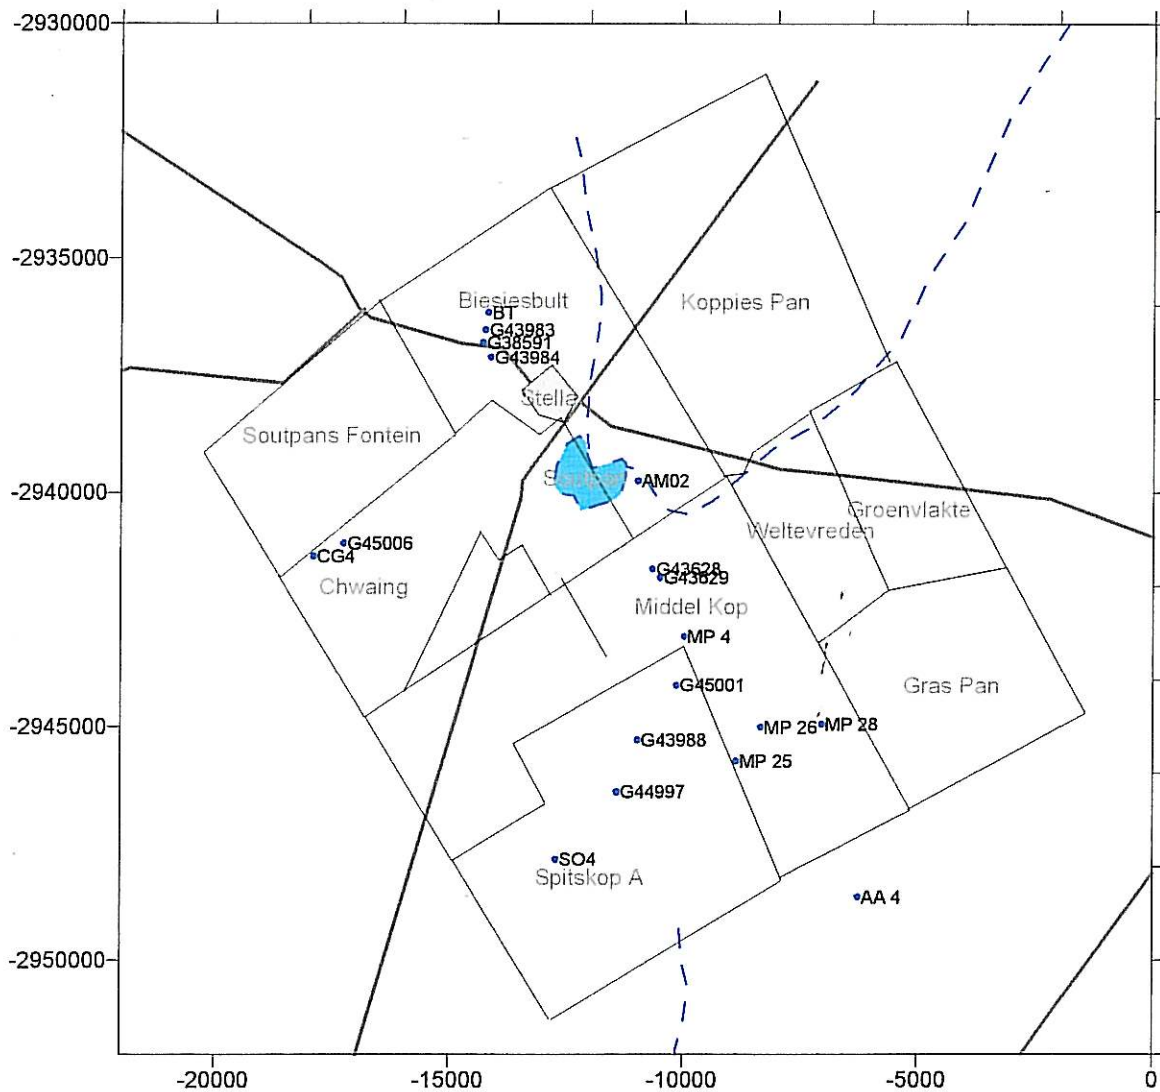 -2930000
-2935000
Biesiesbult
Koppies Pan
BT
G43983
G38591
G43984
Stella
Soutpans Fontein
-2940000
AM02
Groenvlakte
Weltevreden
G45006
CG4
Chwaing
G43628
G43629
Middel Kop
MP 4
G45001
Gras Pan
-2945000
MP 26
MP 28
G43988
MP 25
G44997
SO4
Spitskop A
AA 4
-2950000
-20000
-15000
-10000
-5000
0